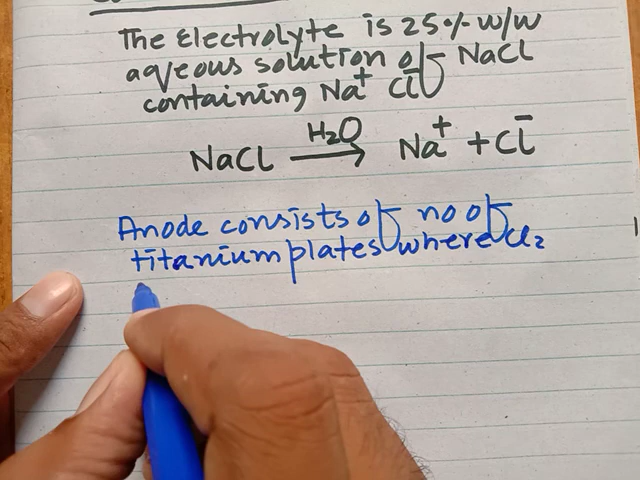 The Electrolyte is 25% w/w
aqeous solution of NaCl
containing Na⁺ Cl⁻
NaCl H₂O → Na⁺ + Cl⁻
Anode consists of no of
titanium plates where Cl₂